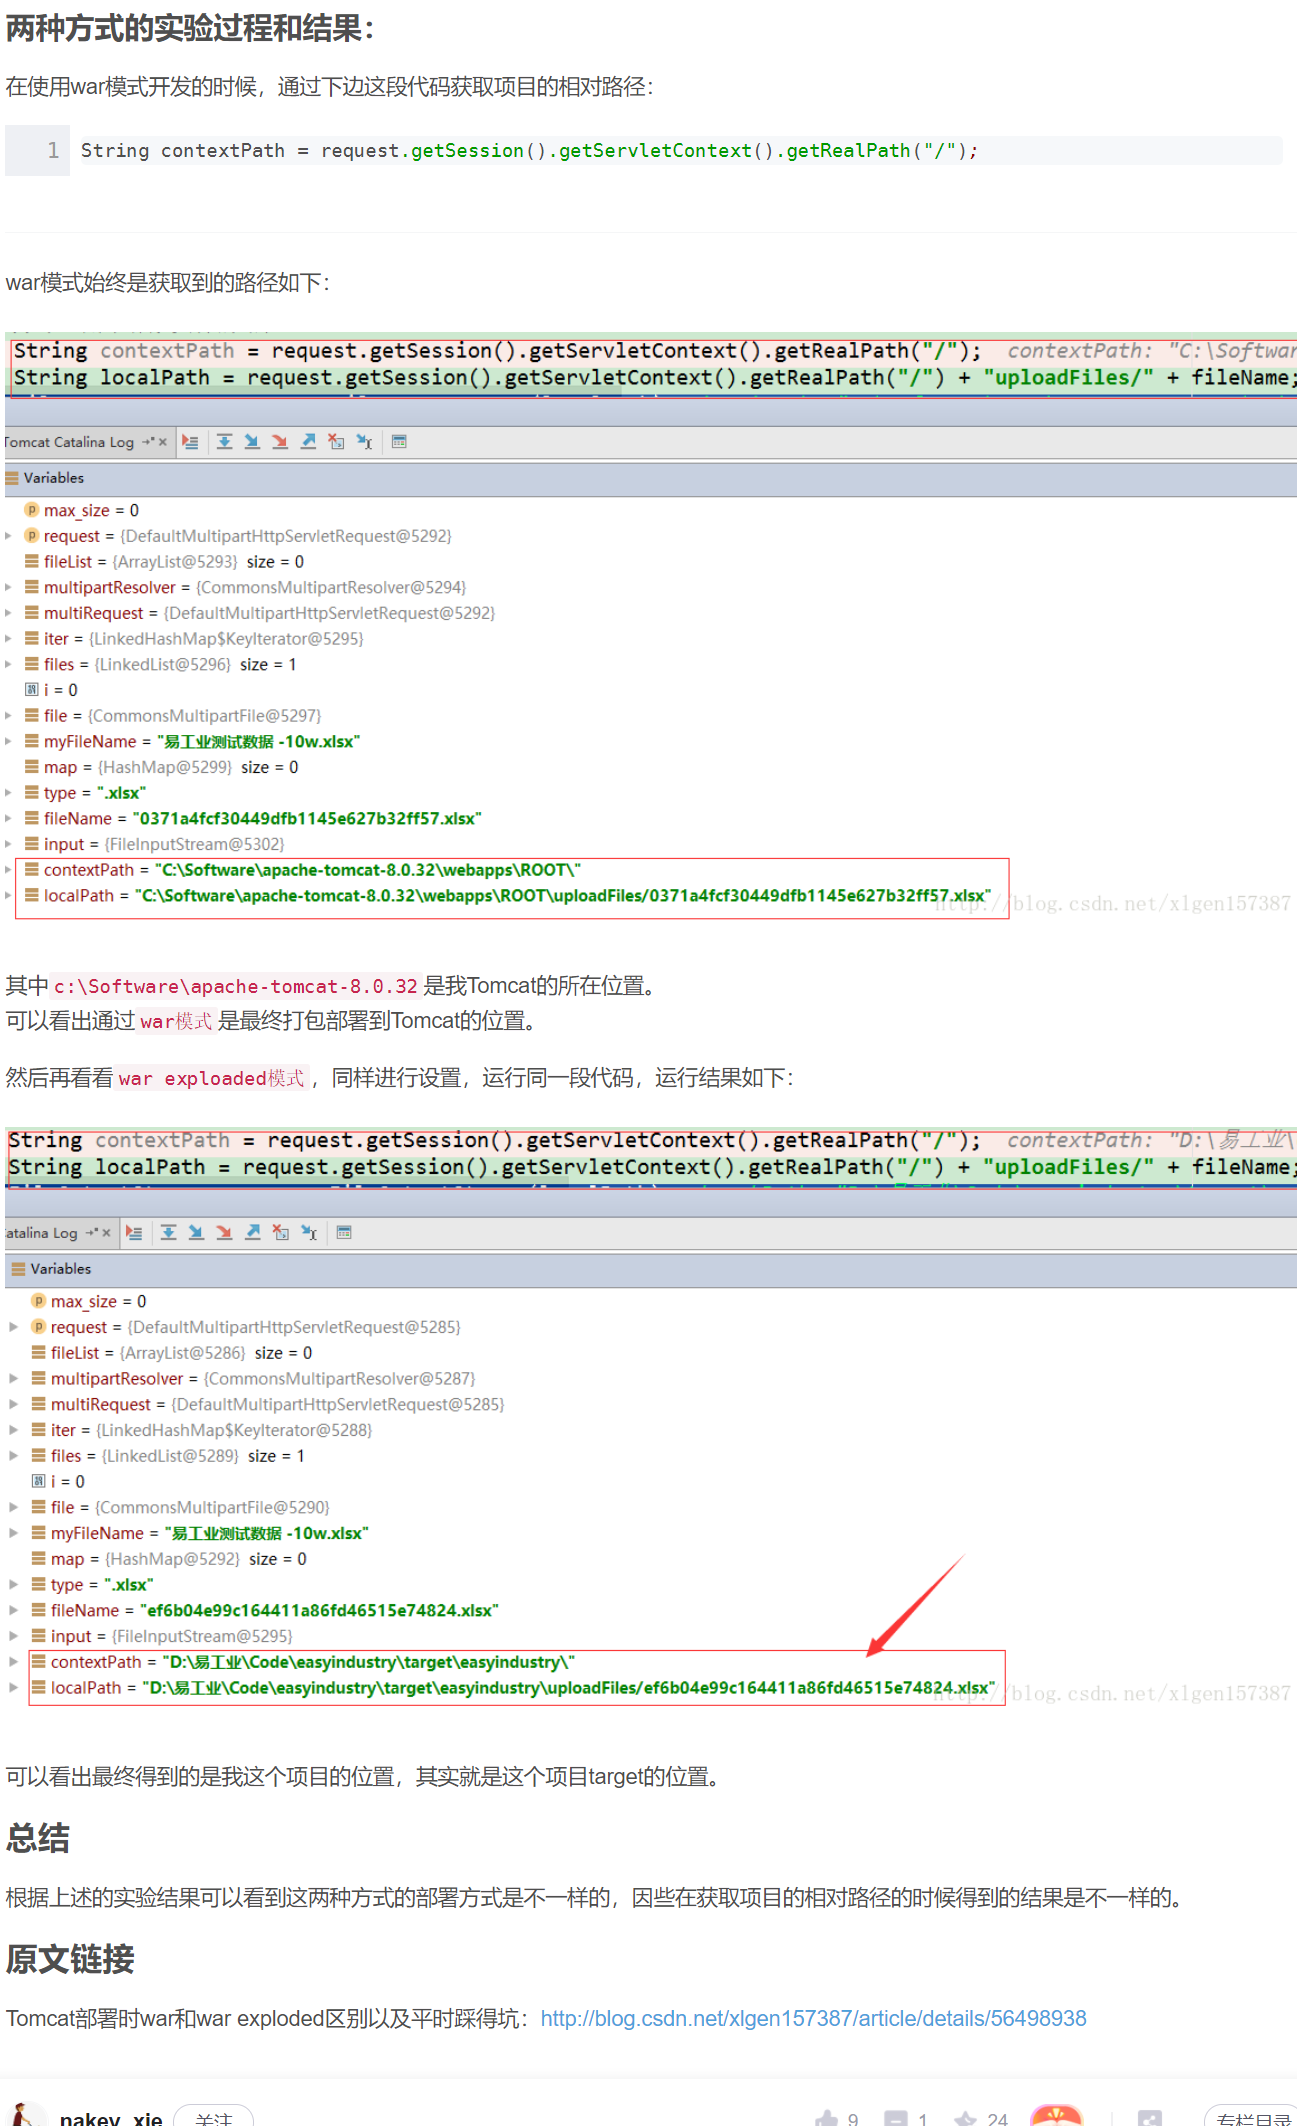 两种方式的实验过程和结果：
在使用war模式开发的时候，通过下边这段代码获取项目的相对路径：
1 String contextPath = request.getSession().getServletContext().getRealPath("/");
war模式始终是获取到的路径如下：
String contextPath = request.getSession().getServletContext().getRealPath("/"); contextPath: "C:\Softwar
String localPath = request.getSession().getServletContext().getRealPath("/") + "uploadFiles/" + fileName;
Tomcat Catalina Log
Variables
max_size = 0
request = {DefaultMultipartHttpServletRequest@5292}
fileList = {ArrayList@5293} size = 0
multipartResolver = {CommonsMultipartResolver@5294}
multiRequest = {DefaultMultipartHttpServletRequest@5292}
iter = {LinkedHashMap$KeyIterator@5295}
files = {LinkedList@5296} size = 1
i = 0
file = {CommonsMultipartFile@5297}
myFileName = "易工业测试数据 -10w.xlsx"
map = {HashMap@5299} size = 0
type = ".xlsx"
fileName = "0371a4fcf30449dfb1145e627b32ff57.xlsx"
input = {FileInputStream@5302}
contextPath = "C:\Software\apache-tomcat-8.0.32\webapps\ROOT\"
localPath = "C:\Software\apache-tomcat-8.0.32\webapps\ROOT\uploadFiles/0371a4fcf30449dfb1145e627b32ff57.xlsx"
http://blog.csdn.net/xlgen157387
其中 c:\Software\apache-tomcat-8.0.32 是我Tomcat的所在位置。
可以看出通过 war模式 是最终打包部署到Tomcat的位置。
然后再看看 war exploaded模式，同样进行设置，运行同一段代码，运行结果如下：
String contextPath = request.getSession().getServletContext().getRealPath("/"); contextPath: "D:\易工业\
String localPath = request.getSession().getServletContext().getRealPath("/") + "uploadFiles/" + fileName;
atalina Log
Variables
max_size = 0
request = {DefaultMultipartHttpServletRequest@5285}
fileList = {ArrayList@5286} size = 0
multipartResolver = {CommonsMultipartResolver@5287}
multiRequest = {DefaultMultipartHttpServletRequest@5285}
iter = {LinkedHashMap$KeyIterator@5288}
files = {LinkedList@5289} size = 1
i = 0
file = {CommonsMultipartFile@5290}
myFileName = "易工业测试数据 -10w.xlsx"
map = {HashMap@5292} size = 0
type = ".xlsx"
fileName = "ef6b04e99c164411a86fd46515e74824.xlsx"
input = {FileInputStream@5295}
contextPath = "D:\易工业\Code\easyindustry\target\easyindustry\"
localPath = "D:\易工业\Code\easyindustry\target\easyindustry\uploadFiles/ef6b04e99c164411a86fd46515e74824.xlsx"
http://blog.csdn.net/xlgen157387
可以看出最终得到的是我这个项目的位置，其实就是这个项目target的位置。
总结
根据上述的实验结果可以看到这两种方式的部署方式是不一样的，因些在获取项目的相对路径的时候得到的结果是不一样的。
原文链接
Tomcat部署时war和war exploded区别以及平时踩得坑：http://blog.csdn.net/xlgen157387/article/details/56498938
nakev_xie 关注 9 1 24 专栏目录